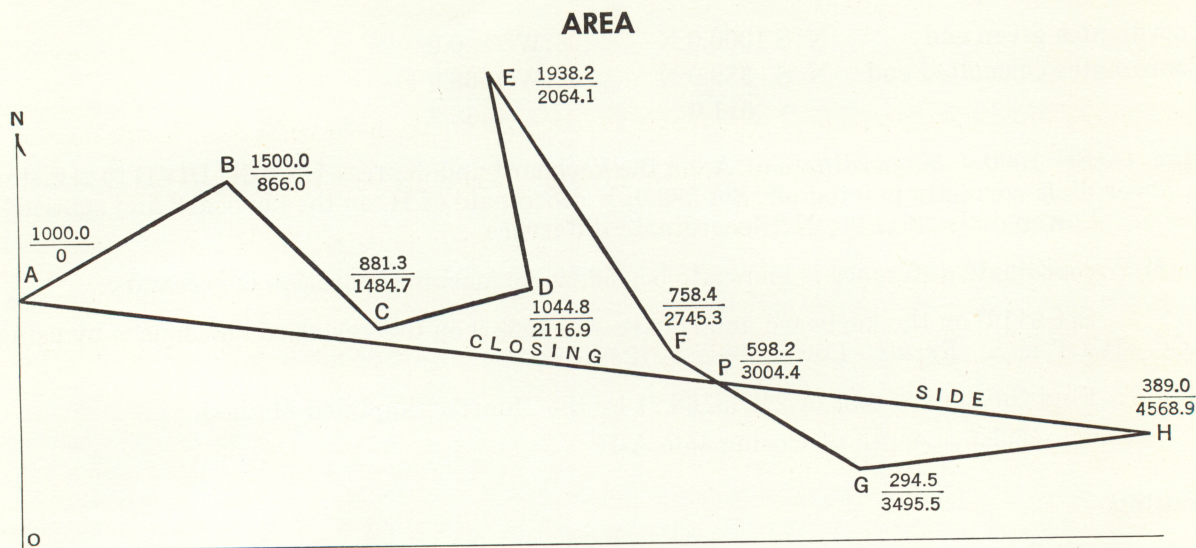 AREA
N
A 1000.0
0
B 1500.0
866.0
C 881.3
1484.7
D 1044.8
2116.9
E 1938.2
2064.1
F 758.4
2745.3
P 598.2
3004.4
CLOSING SIDE
G 294.5
3495.5
H 389.0
4568.9
O